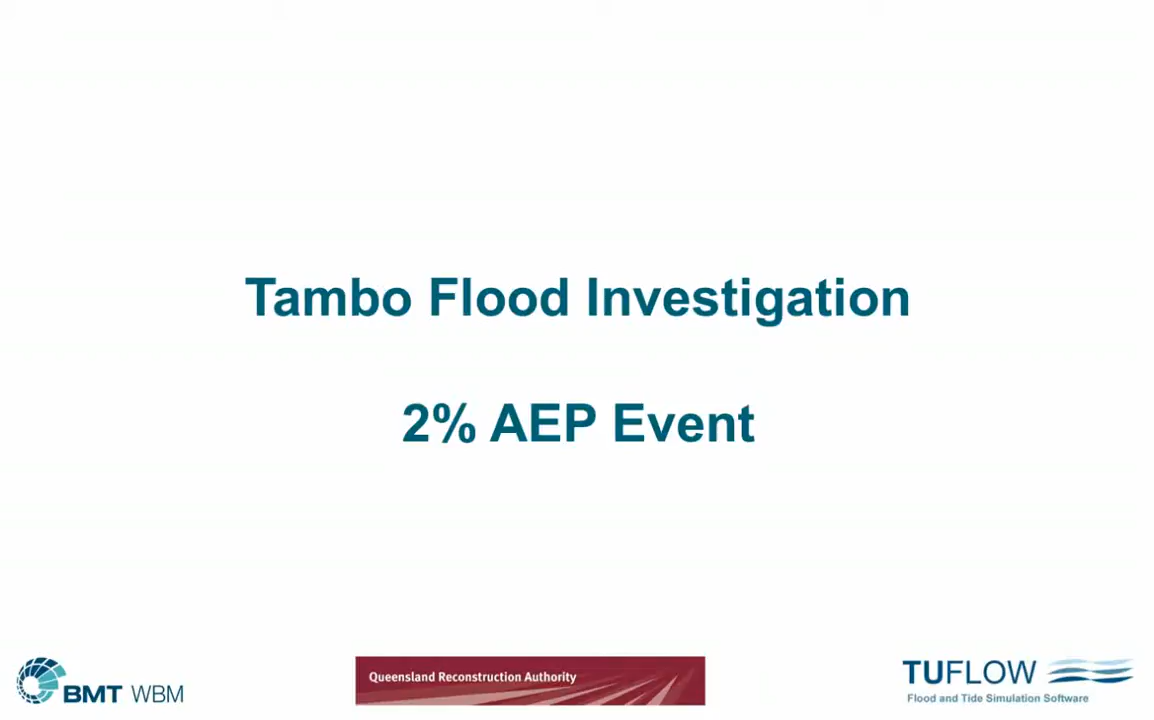 Tambo Flood Investigation
2% AEP Event
BMT WBM
Queensland Reconstruction Authority
TUFLOW
Flood and Tide Simulation Software